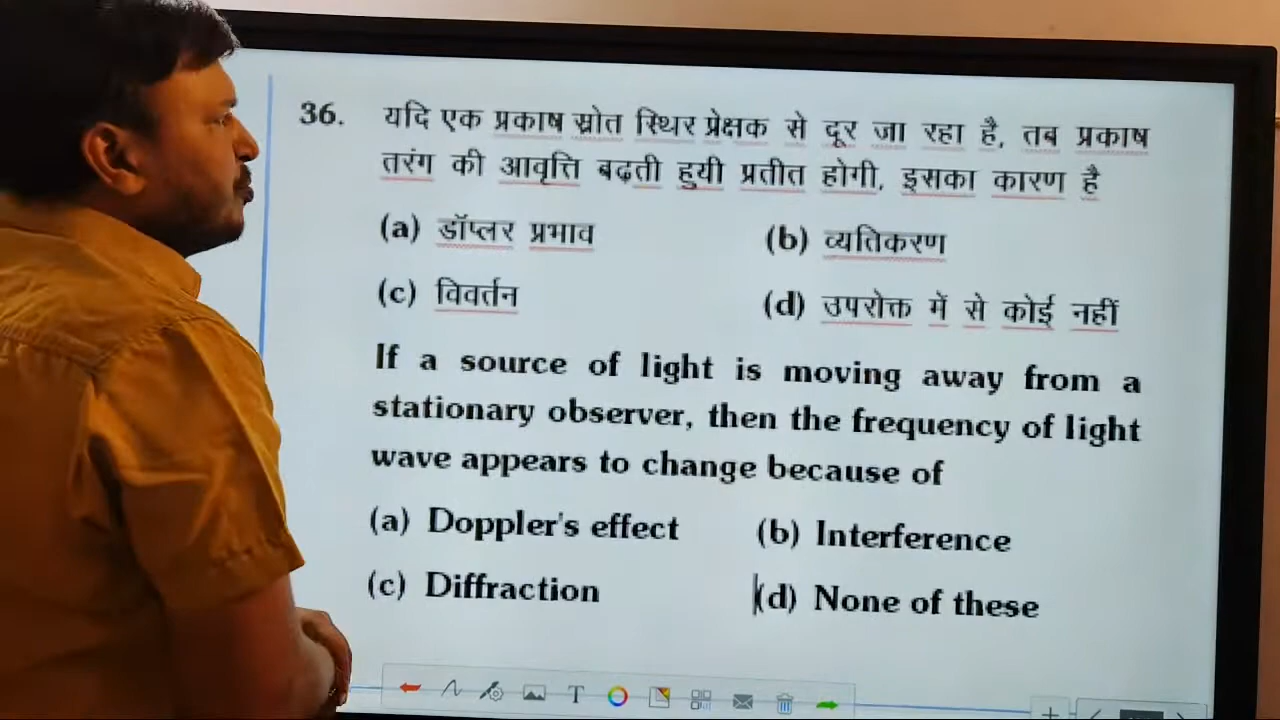 36. यदि एक प्रकाष स्रोत स्थिर प्रेक्षक से दूर जा रहा है, तब प्रकाष
तरंग की आवृत्ति बढ़ती हुयी प्रतीत होगी, इसका कारण है
(a) डॉप्लर प्रभाव (b) व्यतिकरण
(c) विवर्तन (d) उपरोक्त में से कोई नहीं
If a source of light is moving away from a
stationary observer, then the frequency of light
wave appears to change because of
(a) Doppler's effect (b) Interference
(c) Diffraction (d) None of these